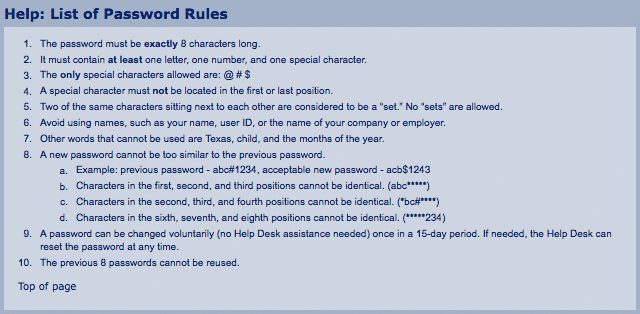 Help: List of Password Rules
1. The password must be exactly 8 characters long.
2. It must contain at least one letter, one number, and one special character.
3. The only special characters allowed are: @ # $
4. A special character must not be located in the first or last position.
5. Two of the same characters sitting next to each other are considered to be a "set." No "sets" are allowed.
6. Avoid using names, such as your name, user ID, or the name of your company or employer.
7. Other words that cannot be used are Texas, child, and the months of the year.
8. A new password cannot be too similar to the previous password.
a. Example: previous password - abc#1234, acceptable new password - acb$1243
b. Characters in the first, second, and third positions cannot be identical. (abc*****)
c. Characters in the second, third, and fourth positions cannot be identical. (*bc#****)
d. Characters in the sixth, seventh, and eighth positions cannot be identical. (*****234)
9. A password can be changed voluntarily (no Help Desk assistance needed) once in a 15-day period. If needed, the Help Desk can
reset the password at any time.
10. The previous 8 passwords cannot be reused.
Top of page